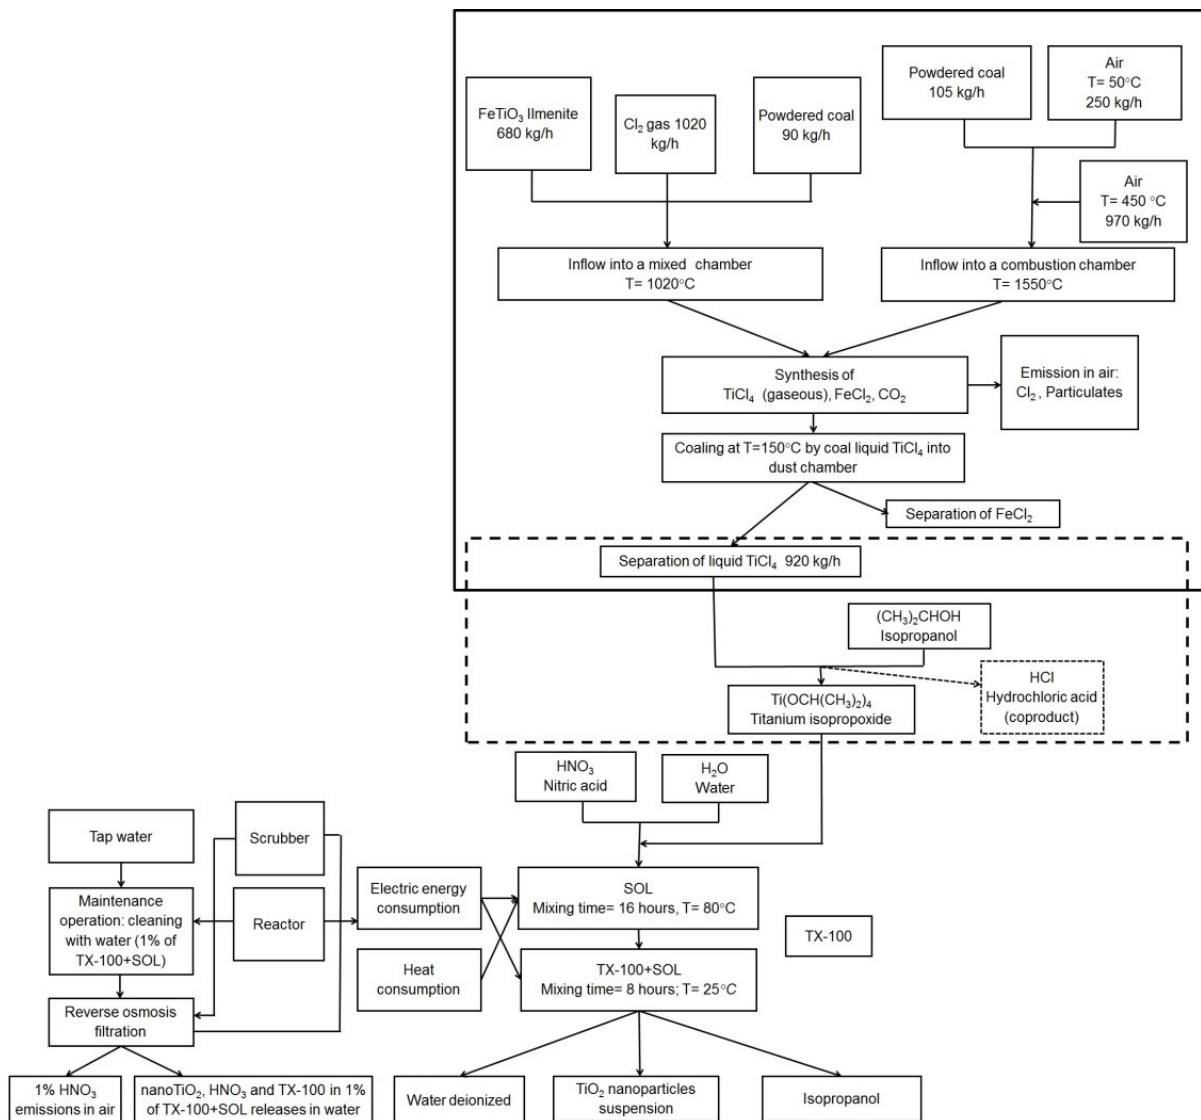 FeTiO₃ Ilmenite
680 kg/h
Cl₂ gas 1020
kg/h
Powdered coal
90 kg/h
Powdered coal
105 kg/h
Air
T= 50°C
250 kg/h
Air
T= 450 °C
970 kg/h
Inflow into a mixed chamber
T= 1020°C
Inflow into a combustion chamber
T= 1550°C
Synthesis of
TiCl₄ (gaseous), FeCl₂, CO₂
Emission in air:
Cl₂ , Particulates
Coaling at T=150°C by coal liquid TiCl₄ into
dust chamber
Separation of FeCl₂
Separation of liquid TiCl₄ 920 kg/h
(CH₃)₂CHOH
Isopropanol
HCl
Hydrochloric acid
(coproduct)
Ti(OCH(CH₃)₂)₄
Titanium isopropoxide
HNO₃
Nitric acid
H₂O
Water
Tap water
Scrubber
Maintenance
operation: cleaning
with water (1% of
TX-100+SOL)
Reactor
Electric energy
consumption
SOL
Mixing time= 16 hours, T= 80°C
TX-100
Heat
consumption
TX-100+SOL
Mixing time= 8 hours; T= 25°C
Reverse osmosis
filtration
1% HNO₃
emissions in air
nanoTiO₂, HNO₃ and TX-100 in 1%
of TX-100+SOL releases in water
Water deionized
TiO₂ nanoparticles
suspension
Isopropanol